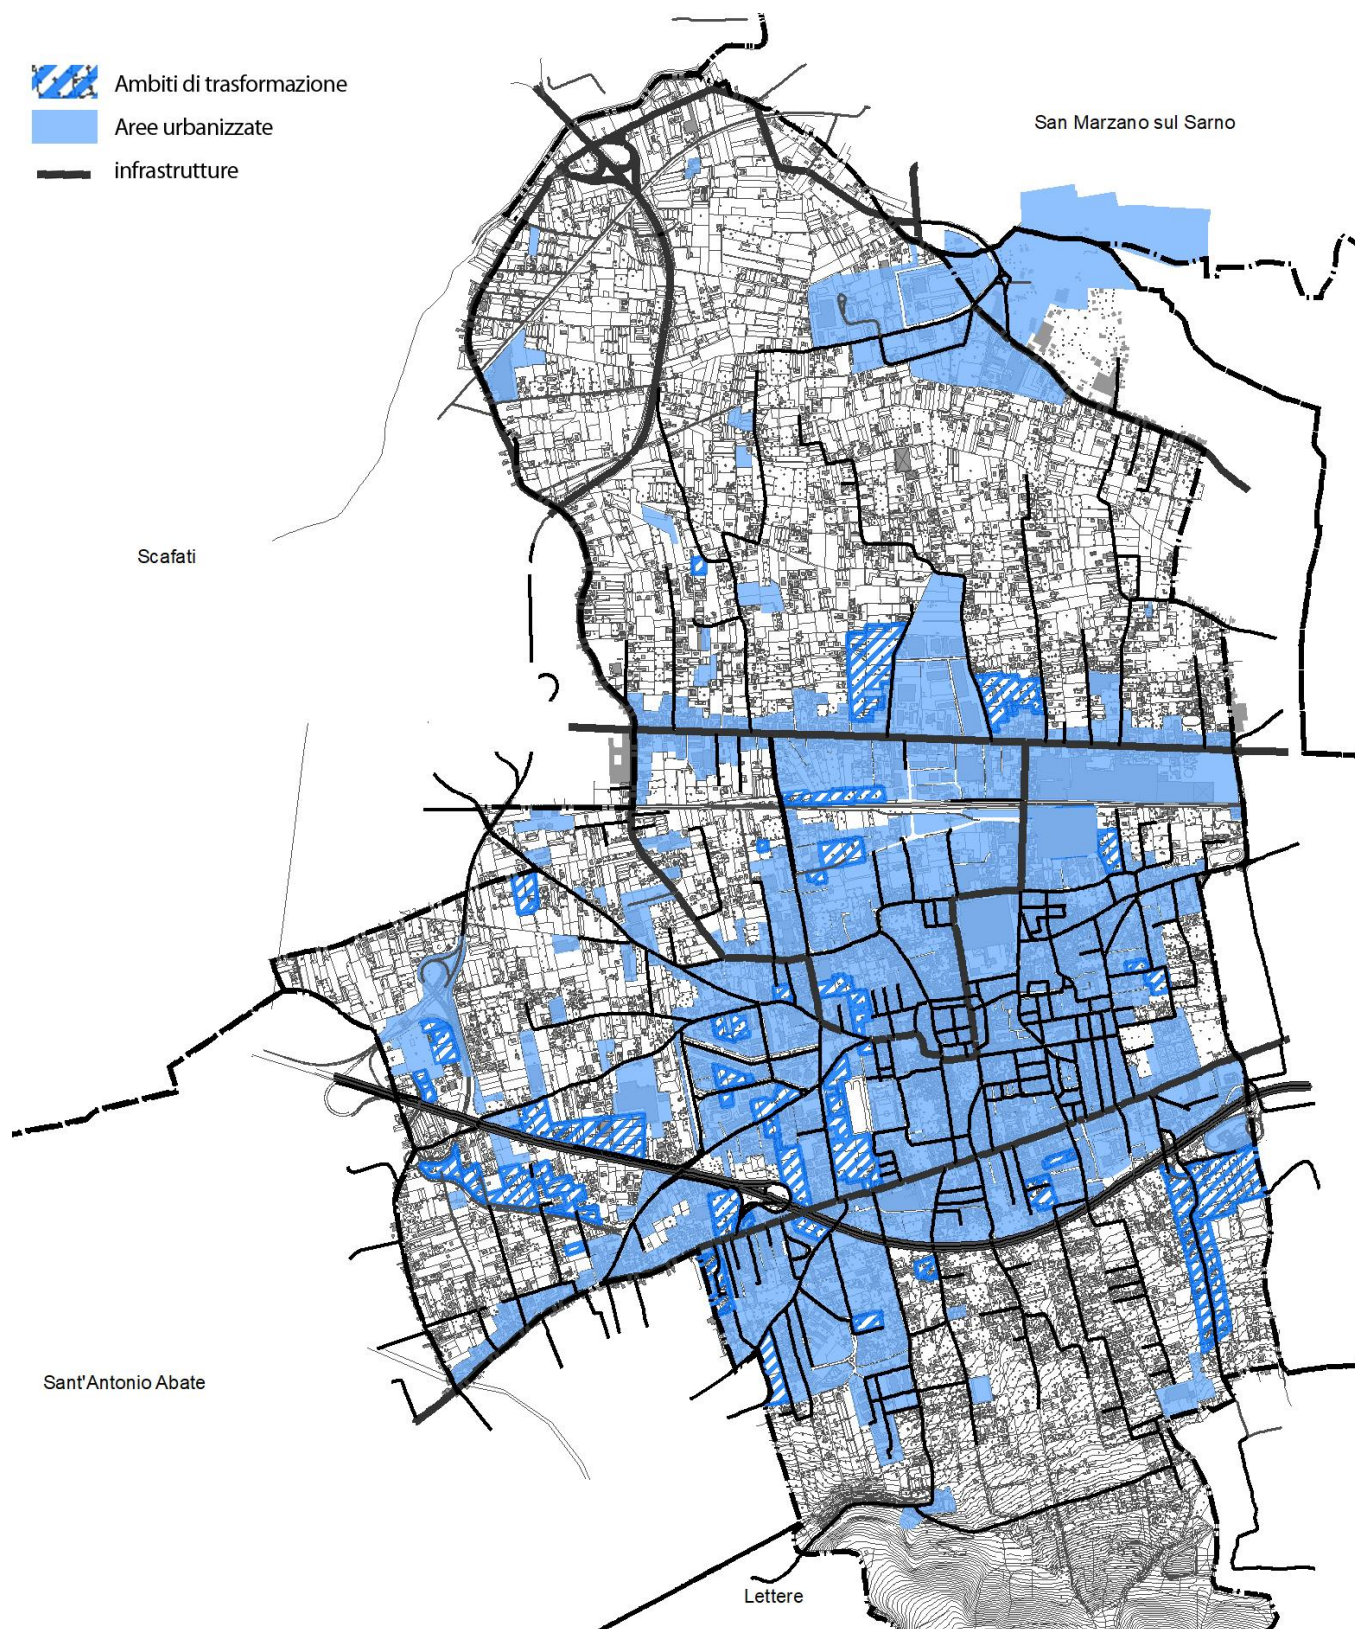 Ambiti di trasformazione
Aree urbanizzate
infrastrutture
San Marzano sul Sarno
Scafati
Sant'Antonio Abate
Lettere